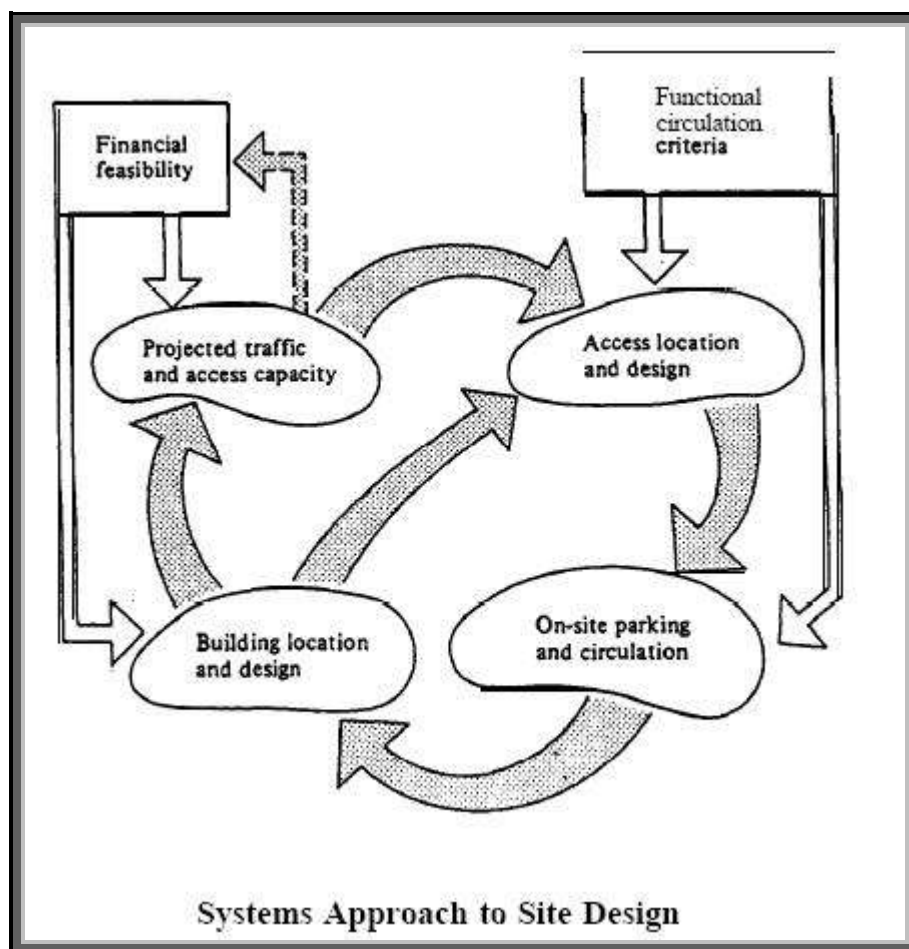 Financial
feasibility
Functional
circulation
criteria
Projected traffic
and access capacity
Access location
and design
Building location
and design
On-site parking
and circulation
Systems Approach to Site Design